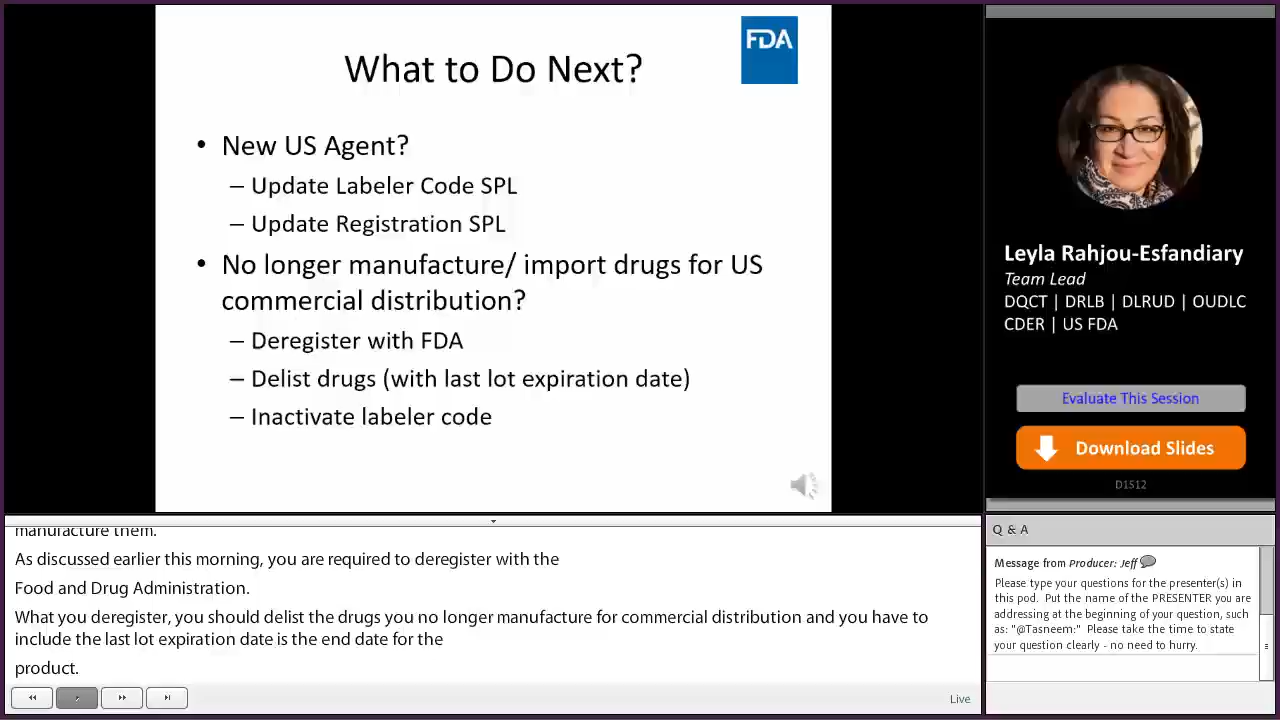 FDA
What to Do Next?
• New US Agent?
– Update Labeler Code SPL
– Update Registration SPL
• No longer manufacture/ import drugs for US
commercial distribution?
– Deregister with FDA
– Delist drugs (with last lot expiration date)
– Inactivate labeler code
Leyla Rahjou-Esfandiary
Team Lead
DQCT | DRLB | DLRUD | OUDLC
CDER | US FDA
Evaluate This Session
Download Slides
D1S12
manufacture them.
As discussed earlier this morning, you are required to deregister with the
Food and Drug Administration.
What you deregister, you should delist the drugs you no longer manufacture for commercial distribution and you have to
include the last lot expiration date is the end date for the
product.
Live
Q & A
Message from Producer: Jeff
Please type your questions for the presenter(s) in
this pod. Put the name of the PRESENTER you are
addressing at the beginning of your question, such
as: "@Tasneem:" Please take the time to state
your question clearly - no need to hurry.